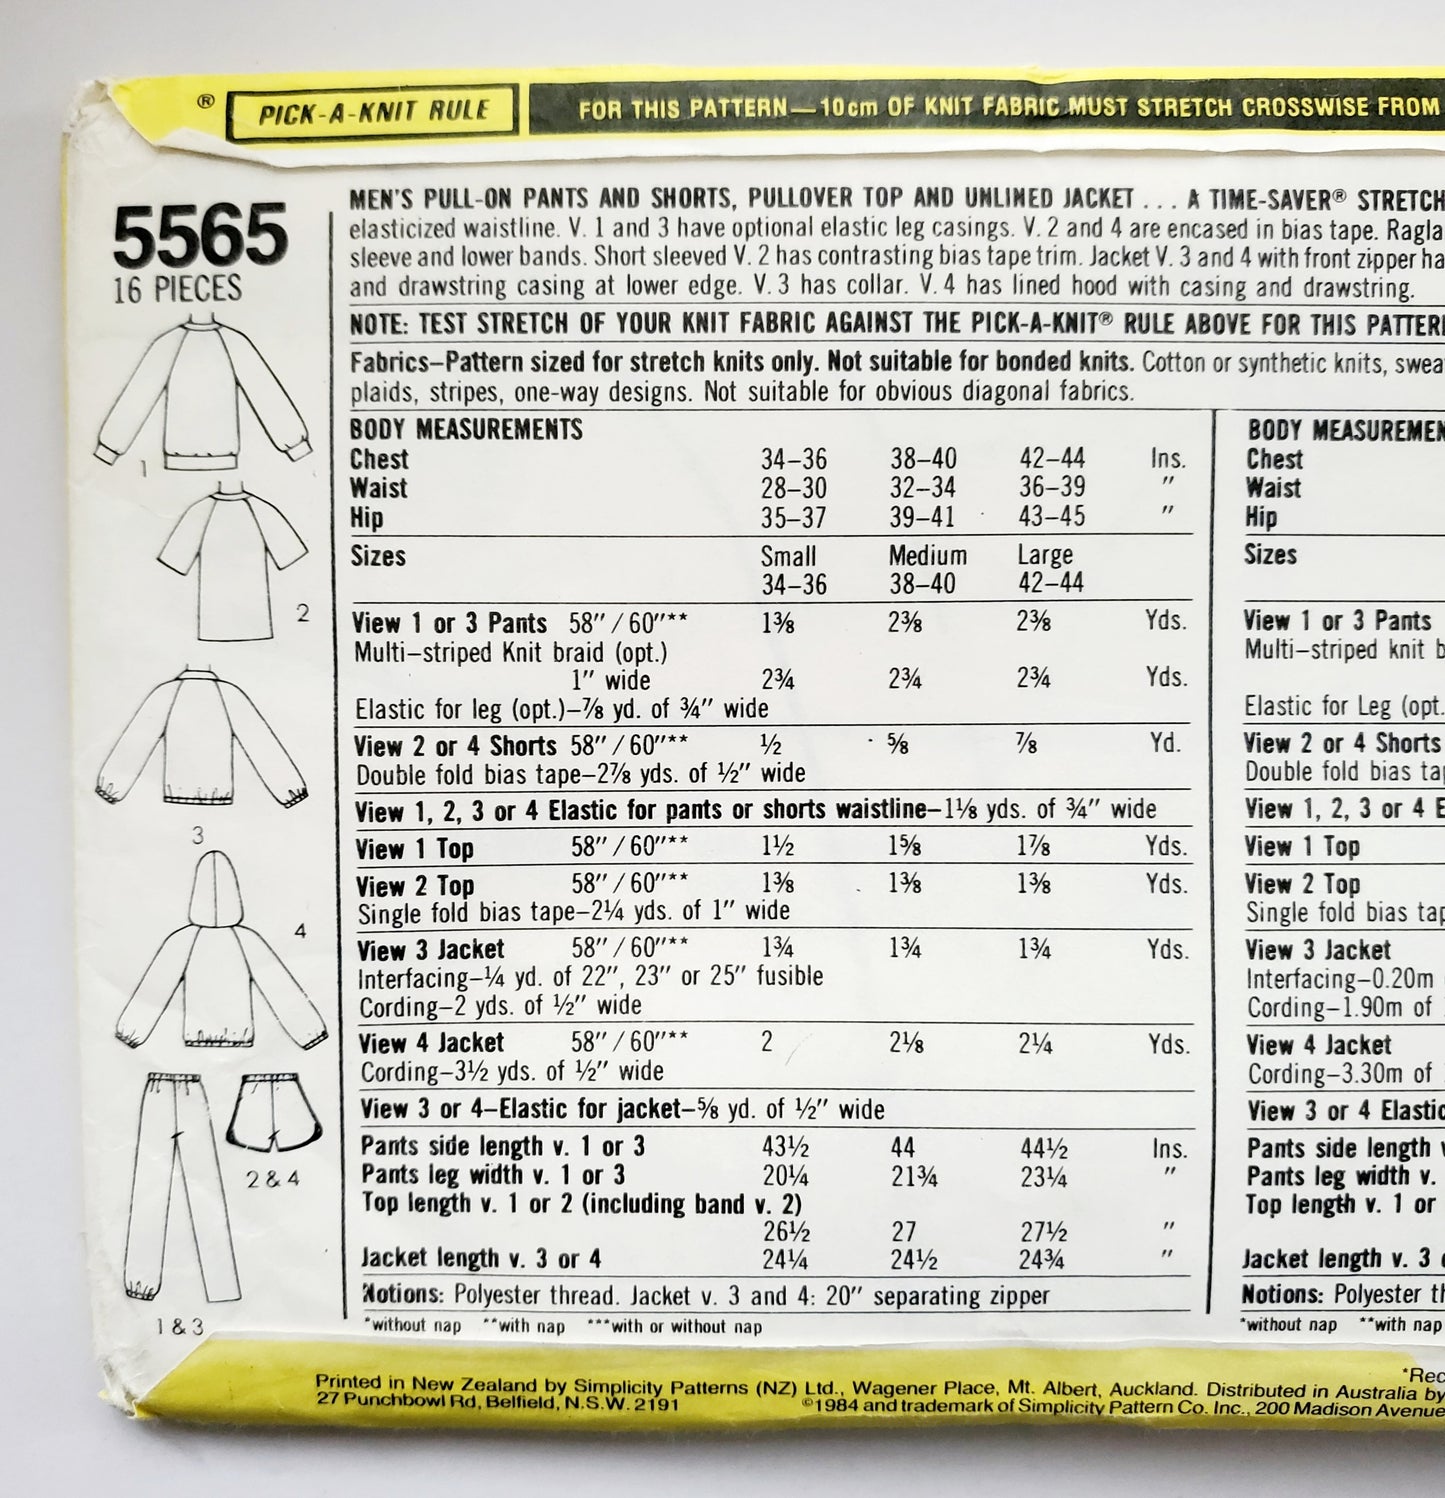 ® PICK-A-KNIT RULE FOR THIS PATTERN—10cm OF KNIT FABRIC MUST STRETCH CROSSWISE FROM
5565
16 PIECES
MEN'S PULL-ON PANTS AND SHORTS, PULLOVER TOP AND UNLINED JACKET . . . A TIME-SAVER® STRETCH
elasticized waistline. V. 1 and 3 have optional elastic leg casings. V. 2 and 4 are encased in bias tape. Ragla
sleeve and lower bands. Short sleeved V. 2 has contrasting bias tape trim. Jacket V. 3 and 4 with front zipper ha
and drawstring casing at lower edge. V. 3 has collar. V. 4 has lined hood with casing and drawstring.
NOTE: TEST STRETCH OF YOUR KNIT FABRIC AGAINST THE PICK-A-KNIT® RULE ABOVE FOR THIS PATTER
Fabrics–Pattern sized for stretch knits only. Not suitable for bonded knits. Cotton or synthetic knits, swea
plaids, stripes, one-way designs. Not suitable for obvious diagonal fabrics.
BODY MEASUREMENTS
Chest 34–36 38–40 42–44 Ins.
Waist 28–30 32–34 36–39 "
Hip 35–37 39–41 43–45 "
Sizes Small Medium Large
34–36 38–40 42–44
View 1 or 3 Pants 58"/60"** 1⅜ 2⅜ 2⅜ Yds.
Multi–striped Knit braid (opt.)
1" wide 2¾ 2¾ 2¾ Yds.
Elastic for leg (opt.)–⅞ yd. of ¾" wide
View 2 or 4 Shorts 58"/60"** ½ ⅝ ⅞ Yd.
Double fold bias tape–2⅞ yds. of ½" wide
View 1, 2, 3 or 4 Elastic for pants or shorts waistline–1⅛ yds. of ¾" wide
View 1 Top 58"/60"** 1½ 1⅝ 1⅞ Yds.
View 2 Top 58"/60"** 1⅜ 1⅜ 1⅜ Yds.
Single fold bias tape–2¼ yds. of 1" wide
View 3 Jacket 58"/60"** 1¾ 1¾ 1¾ Yds.
Interfacing–¼ yd. of 22", 23" or 25" fusible
Cording–2 yds. of ½" wide
View 4 Jacket 58"/60"** 2 2⅛ 2¼ Yds.
Cording–3½ yds. of ½" wide
View 3 or 4–Elastic for jacket–⅝ yd. of ½" wide
Pants side length v. 1 or 3 43½ 44 44½ Ins.
Pants leg width v. 1 or 3 20¼ 21¾ 23¼ "
Top length v. 1 or 2 (including band v. 2)
26½ 27 27½ "
Jacket length v. 3 or 4 24¼ 24½ 24¾ "
Notions: Polyester thread. Jacket v. 3 and 4: 20" separating zipper
*without nap **with nap ***with or without nap
BODY MEASUREMEN
Chest
Waist
Hip
Sizes
View 1 or 3 Pants
Multi–striped knit b
Elastic for Leg (opt.
View 2 or 4 Shorts
Double fold bias ta
View 1, 2, 3 or 4 E
View 1 Top
View 2 Top
Single fold bias tap
View 3 Jacket
Interfacing–0.20m
Cording–1.90m of
View 4 Jacket
Cording–3.30m of
View 3 or 4 Elastic
Pants side length v
Pants leg width v.
Top length v. 1 or
Jacket length v. 3
Notions: Polyester th
*without nap **with nap
1
2
3
4
2 & 4
1 & 3
*Rec
Printed in New Zealand by Simplicity Patterns (NZ) Ltd., Wagener Place, Mt. Albert, Auckland. Distributed in Australia by
27 Punchbowl Rd, Belfield, N.S.W. 2191 ©1984 and trademark of Simplicity Pattern Co. Inc., 200 Madison Avenue